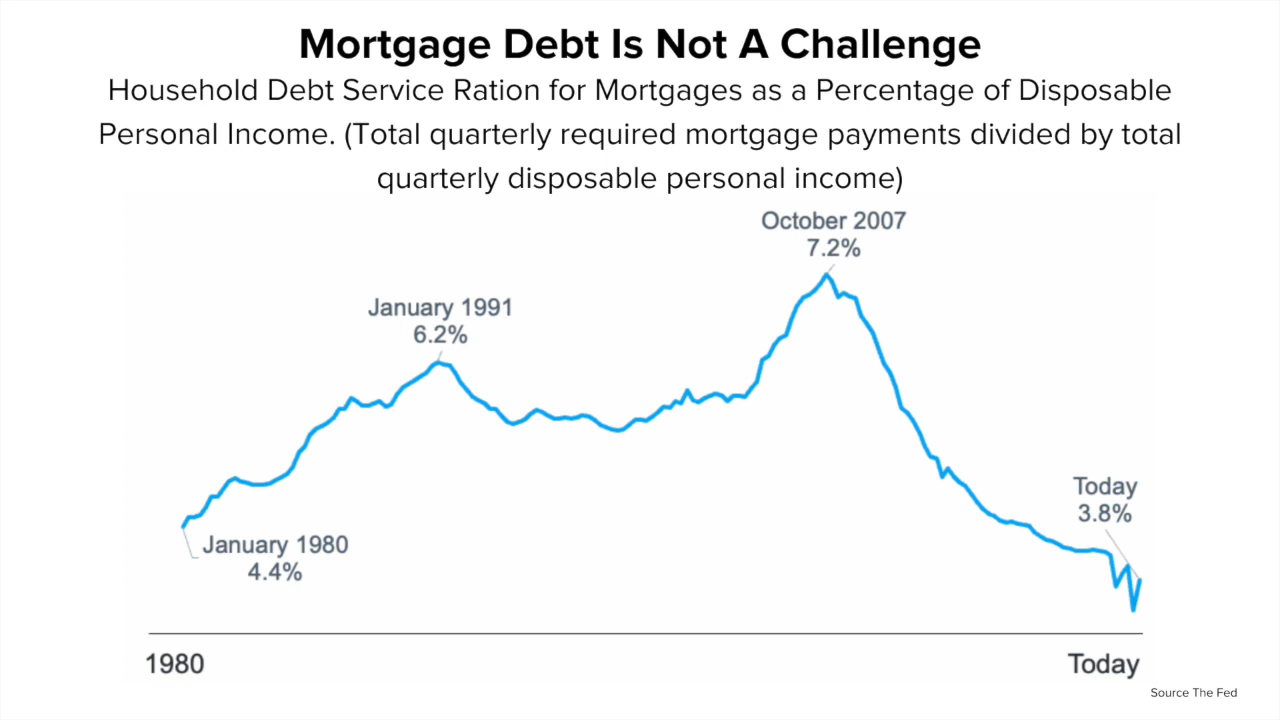 Mortgage Debt Is Not A Challenge
Household Debt Service Ration for Mortgages as a Percentage of Disposable
Personal Income. (Total quarterly required mortgage payments divided by total
quarterly disposable personal income)
October 2007
7.2%
January 1991
6.2%
Today
3.8%
January 1980
4.4%
1980
Today
Source The Fed